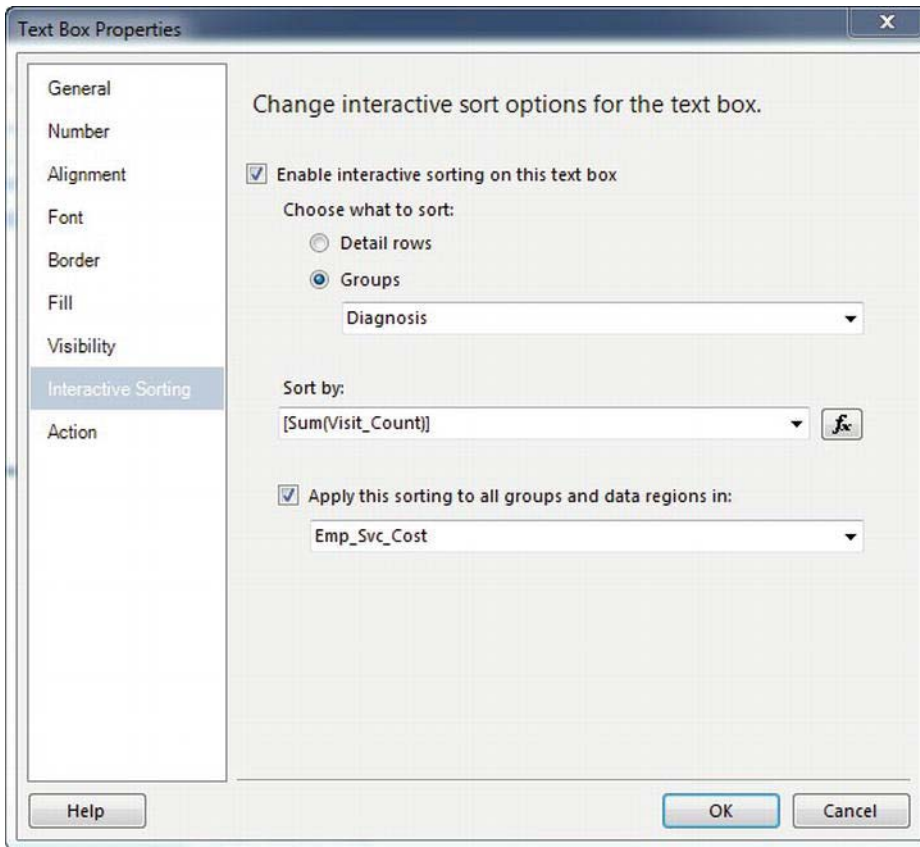 Text Box Properties
X
General
Number
Alignment
Font
Border
Fill
Visibility
Interactive Sorting
Action
Change interactive sort options for the text box.
Enable interactive sorting on this text box
Choose what to sort:
Detail rows
Groups
Diagnosis
Sort by:
[Sum(Visit_Count)]
fx
Apply this sorting to all groups and data regions in:
Emp_Svc_Cost
Help
OK
Cancel